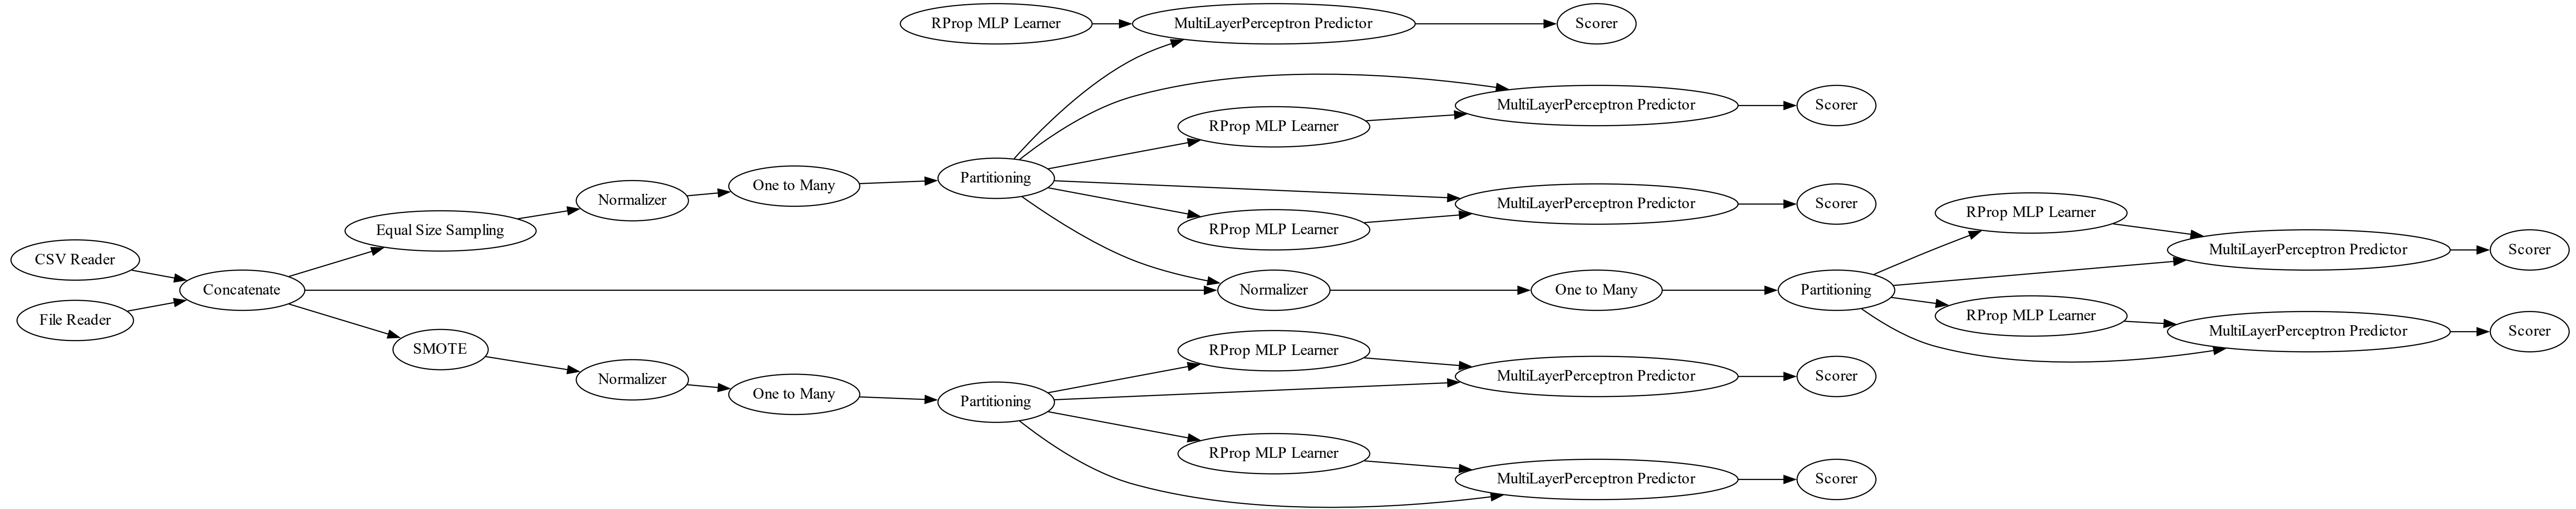 RProp MLP Learner
MultiLayerPerceptron Predictor
Scorer
MultiLayerPerceptron Predictor
Scorer
RProp MLP Learner
Partitioning
One to Many
Normalizer
MultiLayerPerceptron Predictor
Scorer
RProp MLP Learner
Equal Size Sampling
RProp MLP Learner
MultiLayerPerceptron Predictor
Scorer
CSV Reader
Concatenate
Normalizer
One to Many
Partitioning
File Reader
RProp MLP Learner
MultiLayerPerceptron Predictor
Scorer
SMOTE
RProp MLP Learner
MultiLayerPerceptron Predictor
Scorer
Normalizer
One to Many
Partitioning
RProp MLP Learner
MultiLayerPerceptron Predictor
Scorer